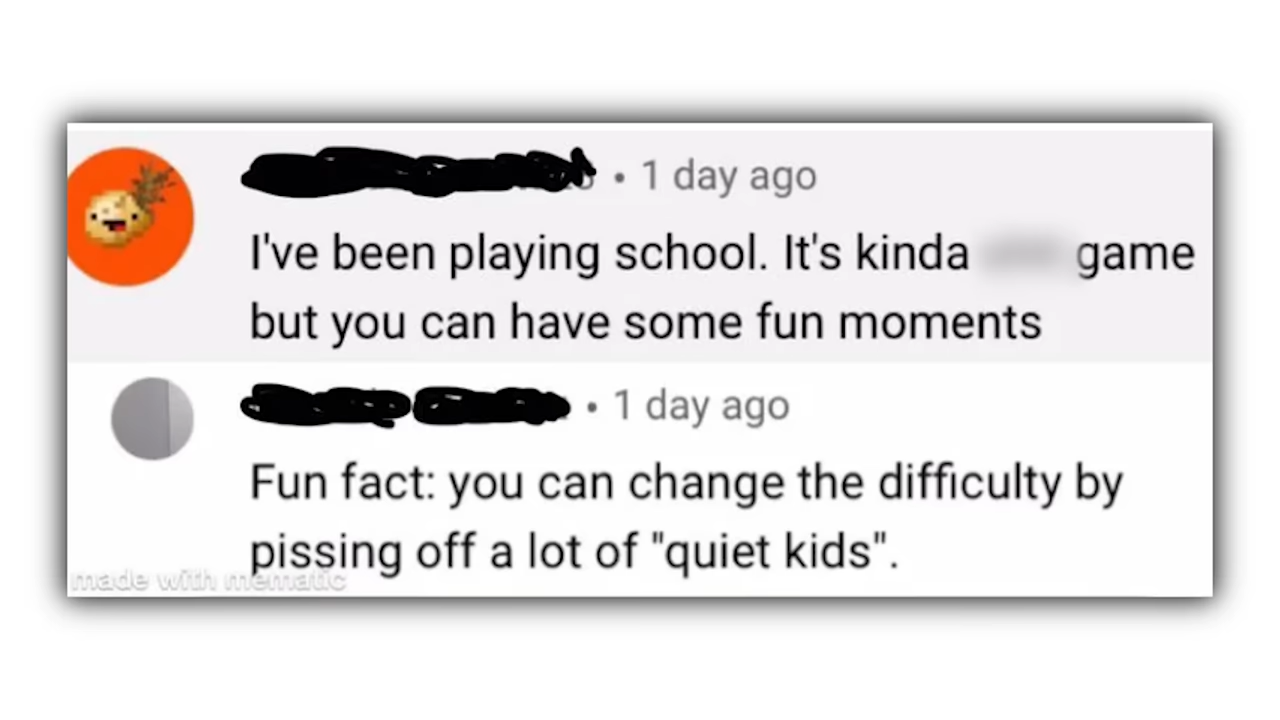 • 1 day ago
I've been playing school. It's kinda game
but you can have some fun moments
• 1 day ago
Fun fact: you can change the difficulty by
pissing off a lot of "quiet kids".
made with mematic